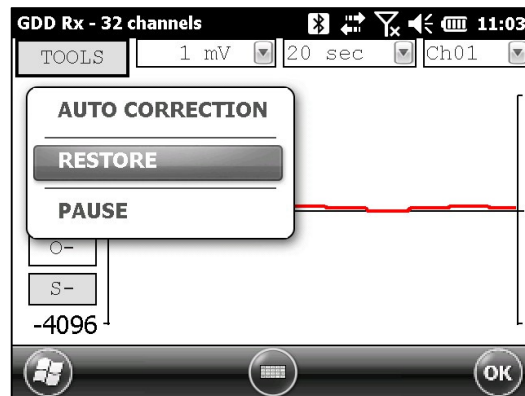 GDD Rx - 32 channels 11:03
TOOLS 1 mV 20 sec Ch01
AUTO CORRECTION
RESTORE
PAUSE
O-
S-
-4096
OK